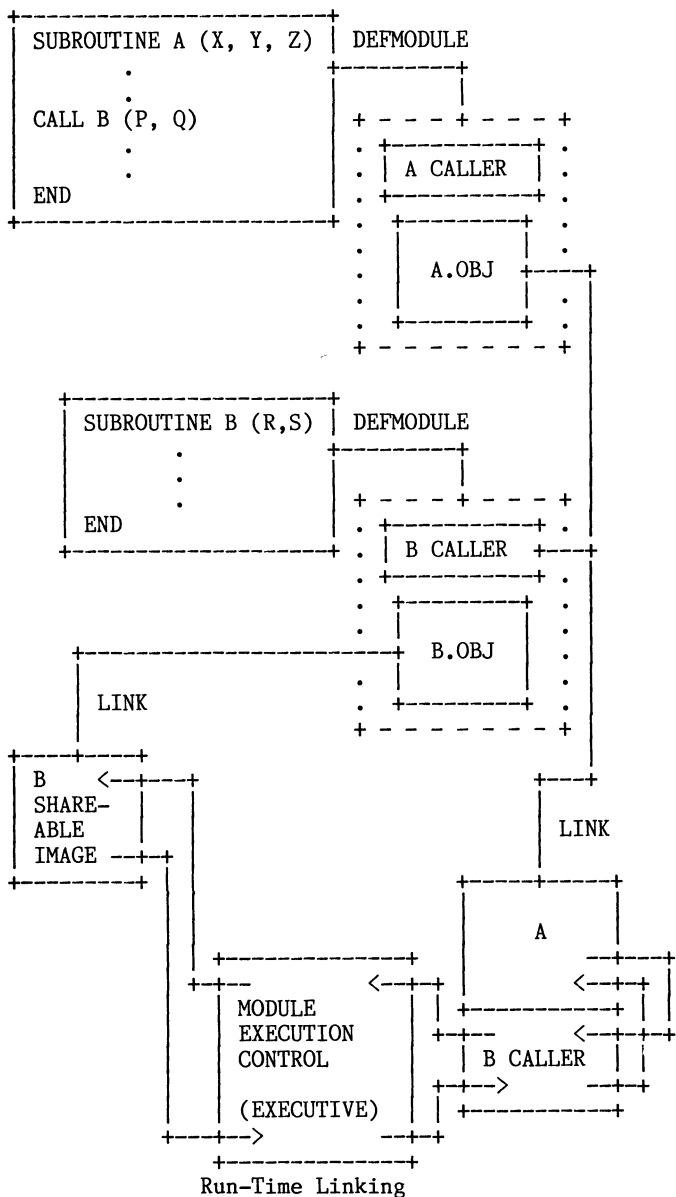 SUBROUTINE A (X, Y, Z)
DEFMODULE
CALL B (P, Q)
END
A CALLER
A.OBJ
SUBROUTINE B (R,S)
DEFMODULE
END
B CALLER
B.OBJ
LINK
B
SHARE-
ABLE
IMAGE
LINK
A
MODULE
EXECUTION
CONTROL
(EXECUTIVE)
B CALLER
Run-Time Linking